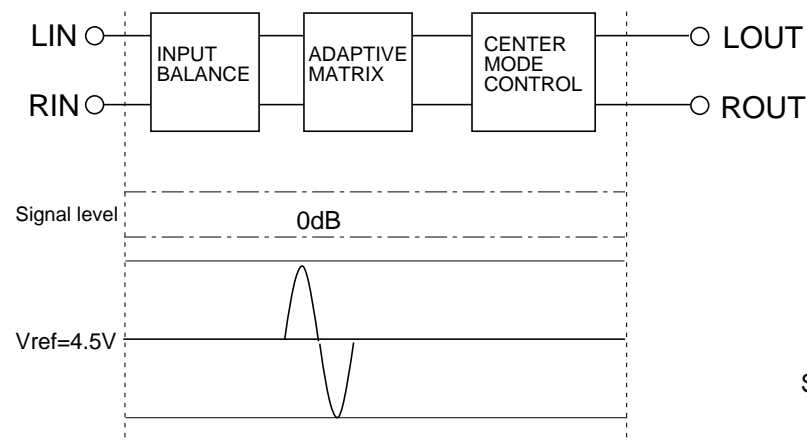 LIN
RIN
INPUT
BALANCE
ADAPTIVE
MATRIX
CENTER
MODE
CONTROL
LOUT
ROUT
Signal level
0dB
Vref=4.5V
S